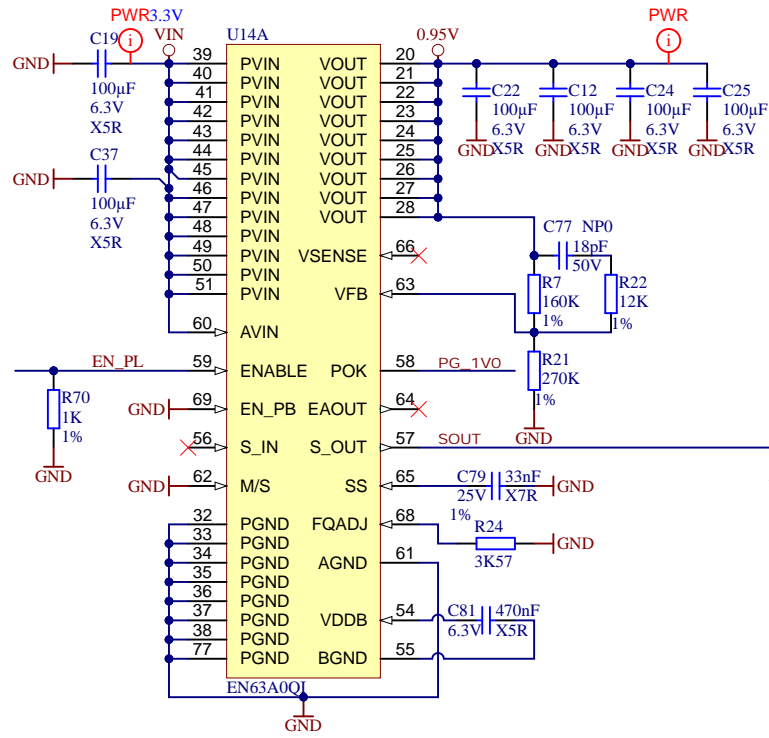 PWR3.3V
PWR
C19
VIN
U14A
0.95V
i
i
GND
100µF
6.3V
X5R
39 PVIN VOUT 20
40 PVIN VOUT 21
41 PVIN VOUT 22
42 PVIN VOUT 23
43 PVIN VOUT 24
44 PVIN VOUT 25
45 PVIN VOUT 26
46 PVIN VOUT 27
47 PVIN VOUT 28
48 PVIN
49 PVIN VSENSE 66
50 PVIN
51 PVIN VFB 63
60 AVIN
59 ENABLE POK 58
69 EN_PB EAOUT 64
56 S_IN S_OUT 57
62 M/S SS 65
32 PGND FQADJ 68
33 PGND
34 PGND AGND 61
35 PGND
36 PGND
37 PGND VDDB 54
38 PGND
77 PGND BGND 55
EN63A0QI
GND
C37
GND
100µF
6.3V
X5R
EN_PL
R70
1K
1%
GND
GND
GND
C22
100µF
6.3V
X5R
GND
C12
100µF
6.3V
X5R
GND
C24
100µF
6.3V
X5R
GND
C25
100µF
6.3V
X5R
GND
C77 NP0
18pF
50V
R7
160K
1%
R22
12K
1%
PG_1V0
R21
270K
1%
GND
SOUT
C79 33nF
25V X7R
1%
GND
R24
3K57
GND
C81 470nF
6.3V X5R